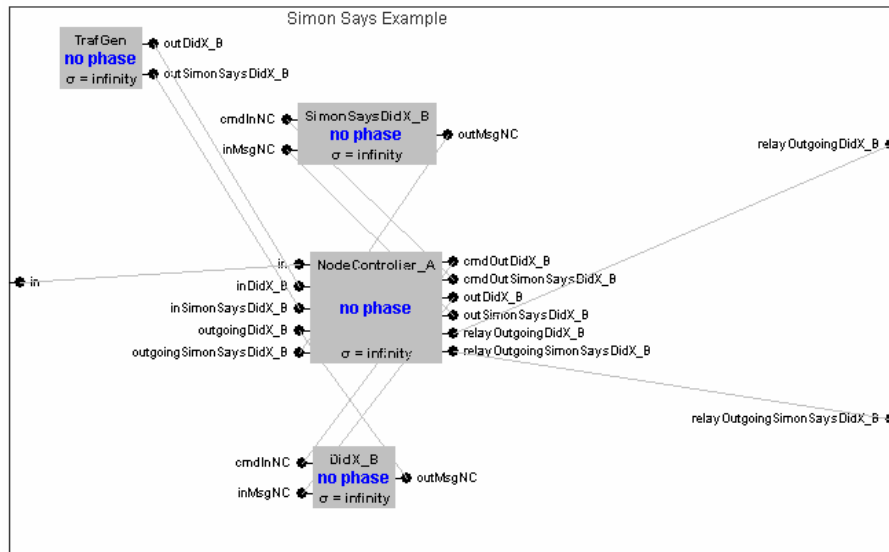 Simon Says Example
TrafGen
no phase
σ = infinity
outDidX_B
outSimonSaysDidX_B
cmdInNC
inMsgNC
SimonSaysDidX_B
no phase
σ = infinity
outMsgNC
relayOutgoingDidX_B
in
in
inDidX_B
inSimonSaysDidX_B
outgoingDidX_B
outgoingSimonSaysDidX_B
NodeController_A
no phase
σ = infinity
cmdOutDidX_B
cmdOutSimonSaysDidX_B
outDidX_B
outSimonSaysDidX_B
relayOutgoingDidX_B
relayOutgoingSimonSaysDidX_B
relayOutgoingSimonSaysDidX_B
cmdInNC
inMsgNC
DidX_B
no phase
σ = infinity
outMsgNC